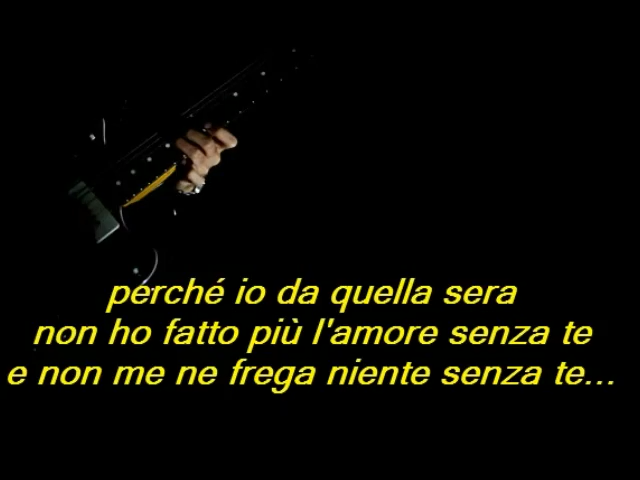 perché io da quella sera
non ho fatto più l'amore senza te
e non me ne frega niente senza te...